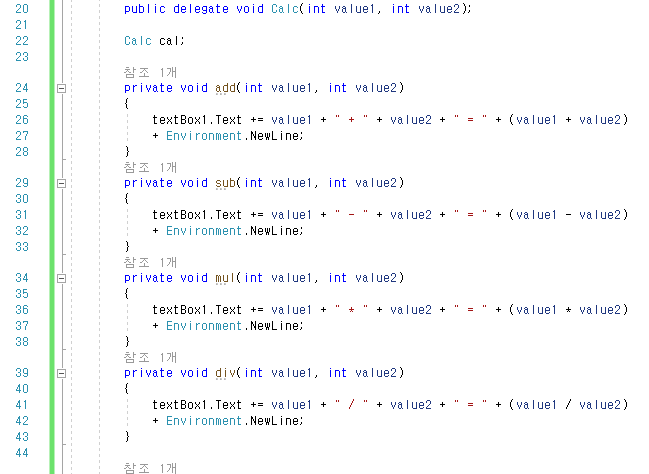 20 public delegate void Calc(int value1, int value2);
21
22 Calc cal;
23
참조 1개
24 private void add(int value1, int value2)
25 {
26 textBox1.Text += value1 + " + " + value2 + " = " + (value1 + value2)
27 + Environment.NewLine;
28 }
참조 1개
29 private void sub(int value1, int value2)
30 {
31 textBox1.Text += value1 + " - " + value2 + " = " + (value1 - value2)
32 + Environment.NewLine;
33 }
참조 1개
34 private void mul(int value1, int value2)
35 {
36 textBox1.Text += value1 + " * " + value2 + " = " + (value1 * value2)
37 + Environment.NewLine;
38 }
참조 1개
39 private void div(int value1, int value2)
40 {
41 textBox1.Text += value1 + " / " + value2 + " = " + (value1 / value2)
42 + Environment.NewLine;
43 }
44
참조 1개